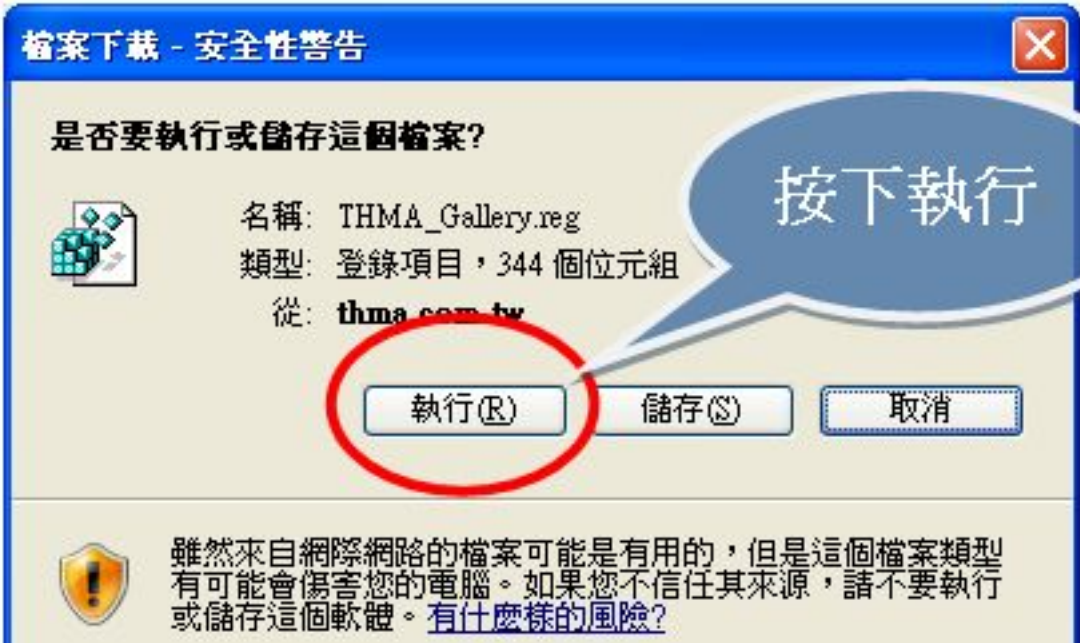 檔案下載 - 安全性警告
是否要執行或儲存這個檔案?
按下執行
名稱: THMA_Gallery.reg
類型: 登錄項目，344 個位元組
從: thma.com.tw
執行(R) 儲存(S) 取消
雖然來自網際網路的檔案可能是有用的，但是這個檔案類型
有可能會傷害您的電腦。如果您不信任其來源，請不要執行
或儲存這個軟體。有什麼樣的風險?